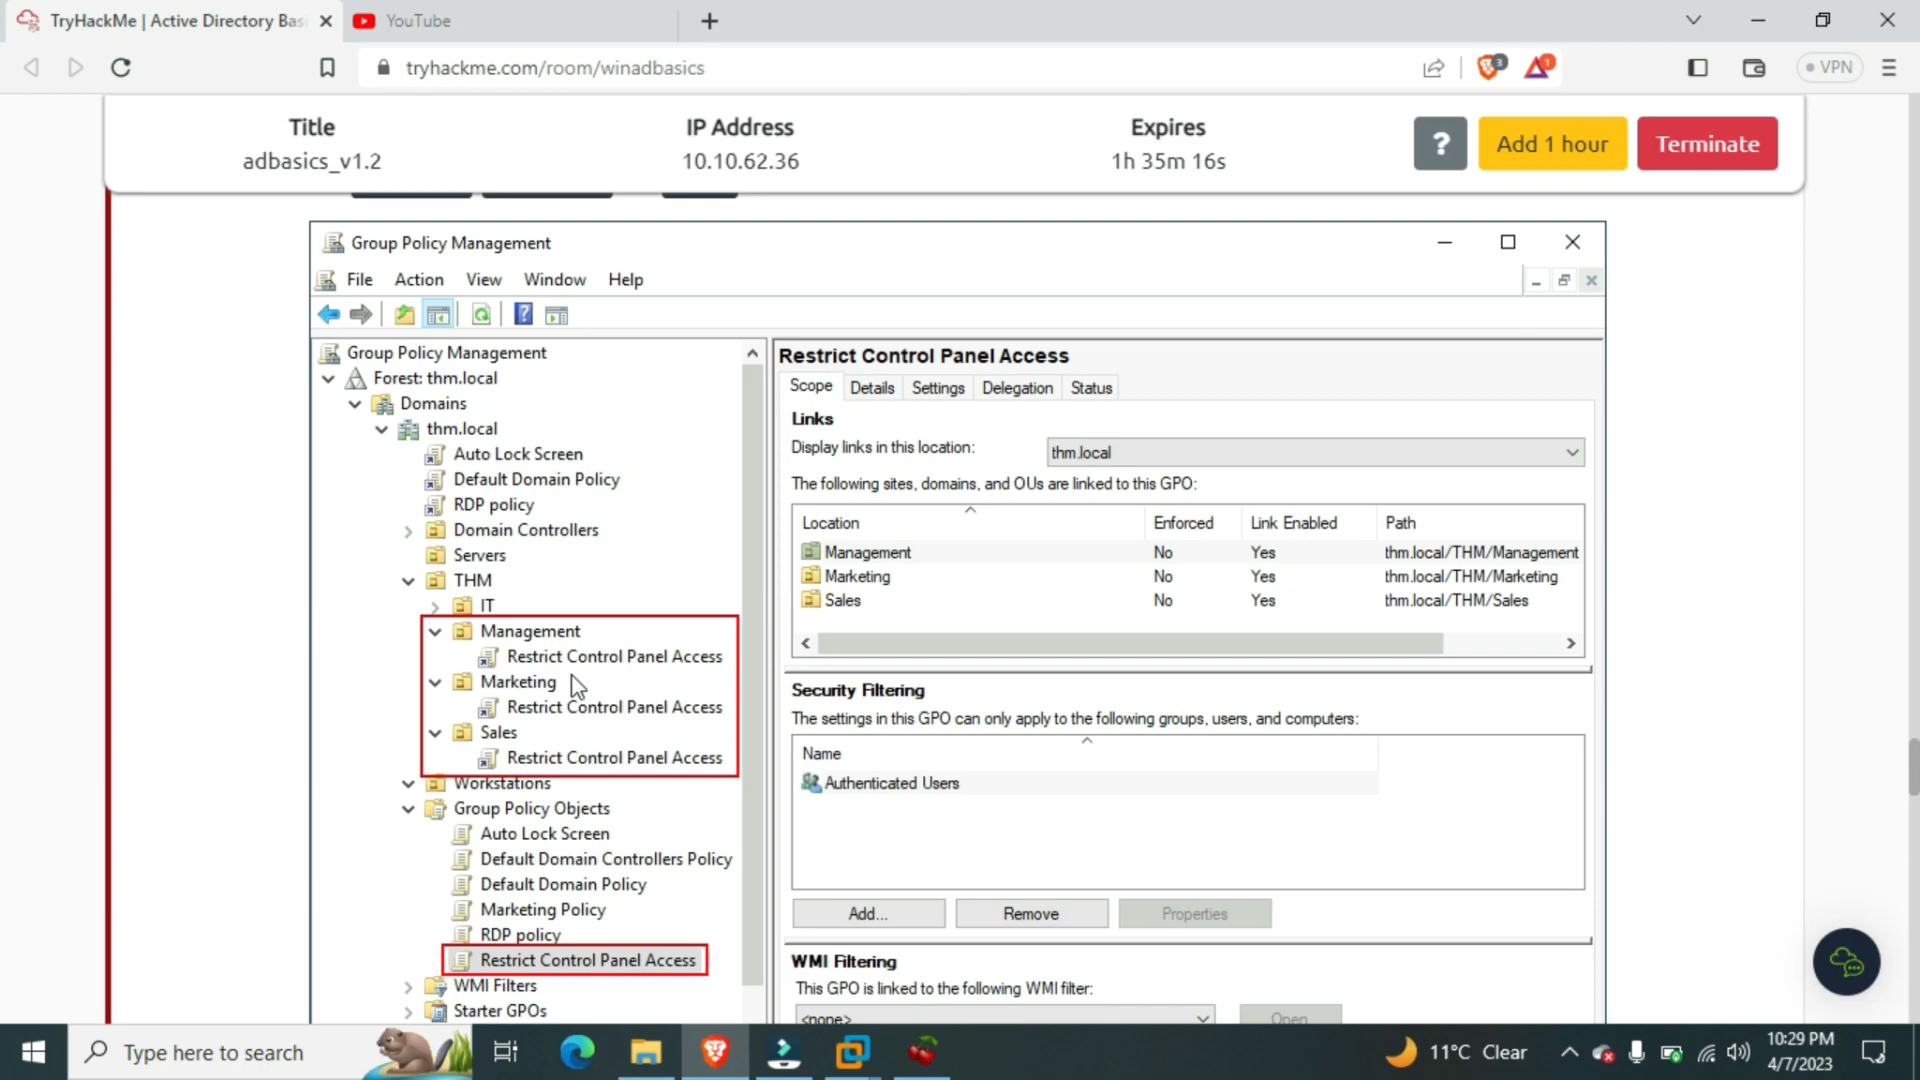 TryHackMe | Active Directory Bas
YouTube
tryhackme.com/room/winadbasics
3
1
VPN
Title
IP Address
Expires
adbasics_v1.2
10.10.62.36
1h 35m 16s
?
Add 1 hour
Terminate
Group Policy Management
File
Action
View
Window
Help
Group Policy Management
Forest: thm.local
Domains
thm.local
Auto Lock Screen
Default Domain Policy
RDP policy
Domain Controllers
Servers
THM
IT
Management
Restrict Control Panel Access
Marketing
Restrict Control Panel Access
Sales
Restrict Control Panel Access
Workstations
Group Policy Objects
Auto Lock Screen
Default Domain Controllers Policy
Default Domain Policy
Marketing Policy
RDP policy
Restrict Control Panel Access
WMI Filters
Starter GPOs
Restrict Control Panel Access
Scope
Details
Settings
Delegation
Status
Links
Display links in this location:
thm.local
The following sites, domains, and OUs are linked to this GPO:
Location
Enforced
Link Enabled
Path
Management
No
Yes
thm.local/THM/Management
Marketing
No
Yes
thm.local/THM/Marketing
Sales
No
Yes
thm.local/THM/Sales
Security Filtering
The settings in this GPO can only apply to the following groups, users, and computers:
Name
Authenticated Users
Add...
Remove
Properties
WMI Filtering
This GPO is linked to the following WMI filter:
<none>
Open
Type here to search
11°C Clear
10:29 PM
4/7/2023